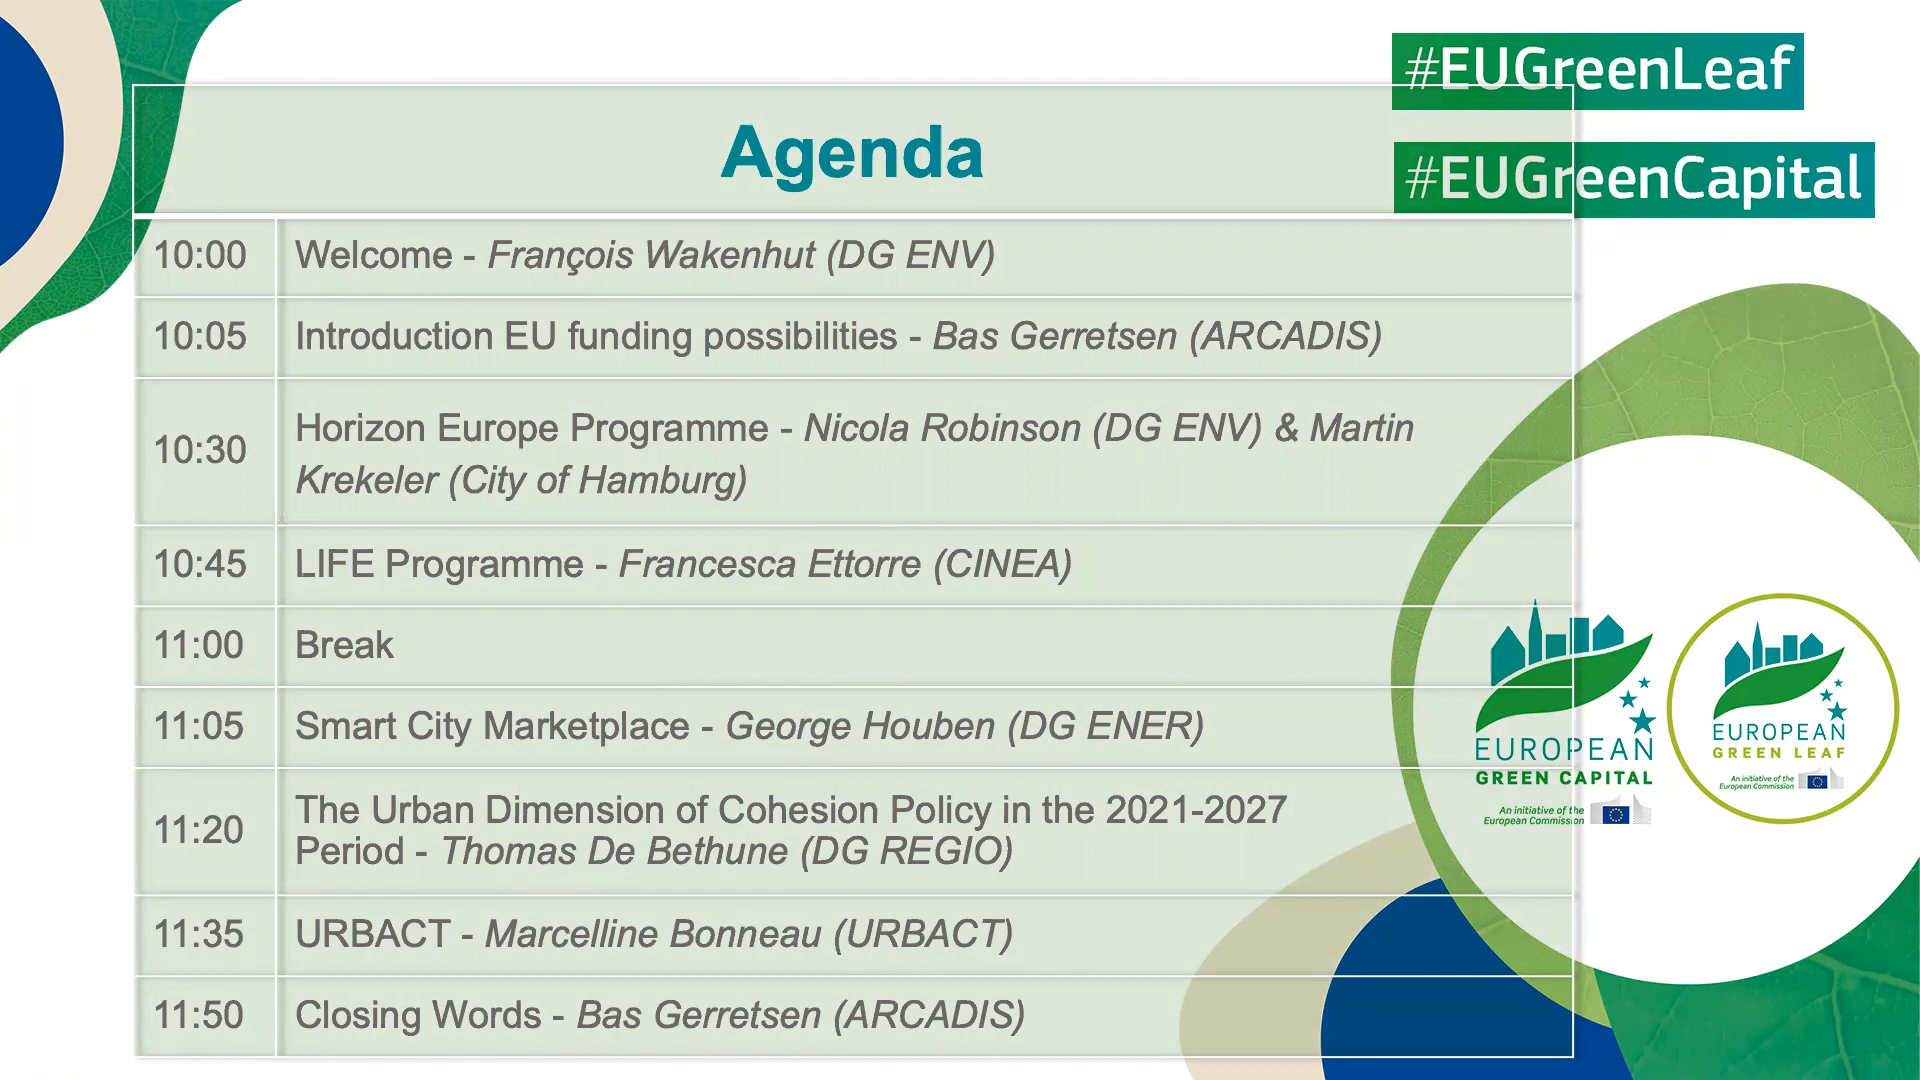 #EUGreenLeaf
#EUGreenCapital
Agenda
10:00 Welcome - François Wakenhut (DG ENV)
10:05 Introduction EU funding possibilities - Bas Gerretsen (ARCADIS)
10:30 Horizon Europe Programme - Nicola Robinson (DG ENV) & Martin
Krekeler (City of Hamburg)
10:45 LIFE Programme - Francesca Ettorre (CINEA)
11:00 Break
11:05 Smart City Marketplace - George Houben (DG ENER)
11:20 The Urban Dimension of Cohesion Policy in the 2021-2027
Period - Thomas De Bethune (DG REGIO)
11:35 URBACT - Marcelline Bonneau (URBACT)
11:50 Closing Words - Bas Gerretsen (ARCADIS)
EUROPEAN
GREEN CAPITAL
An initiative of the
European Commission
EUROPEAN
GREEN LEAF
An initiative of the
European Commission